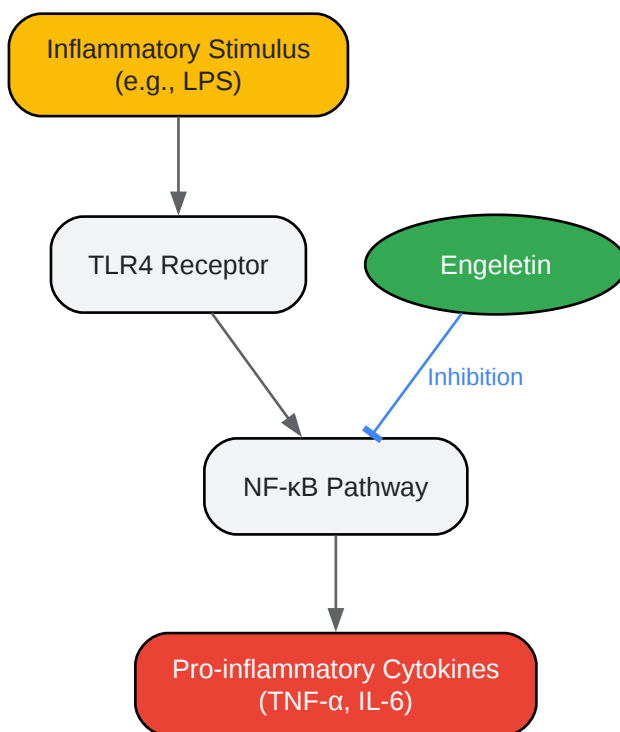 Inflammatory Stimulus
(e.g., LPS)
TLR4 Receptor
Engeletin
Inhibition
NF-κB Pathway
Pro-inflammatory Cytokines
(TNF-α, IL-6)